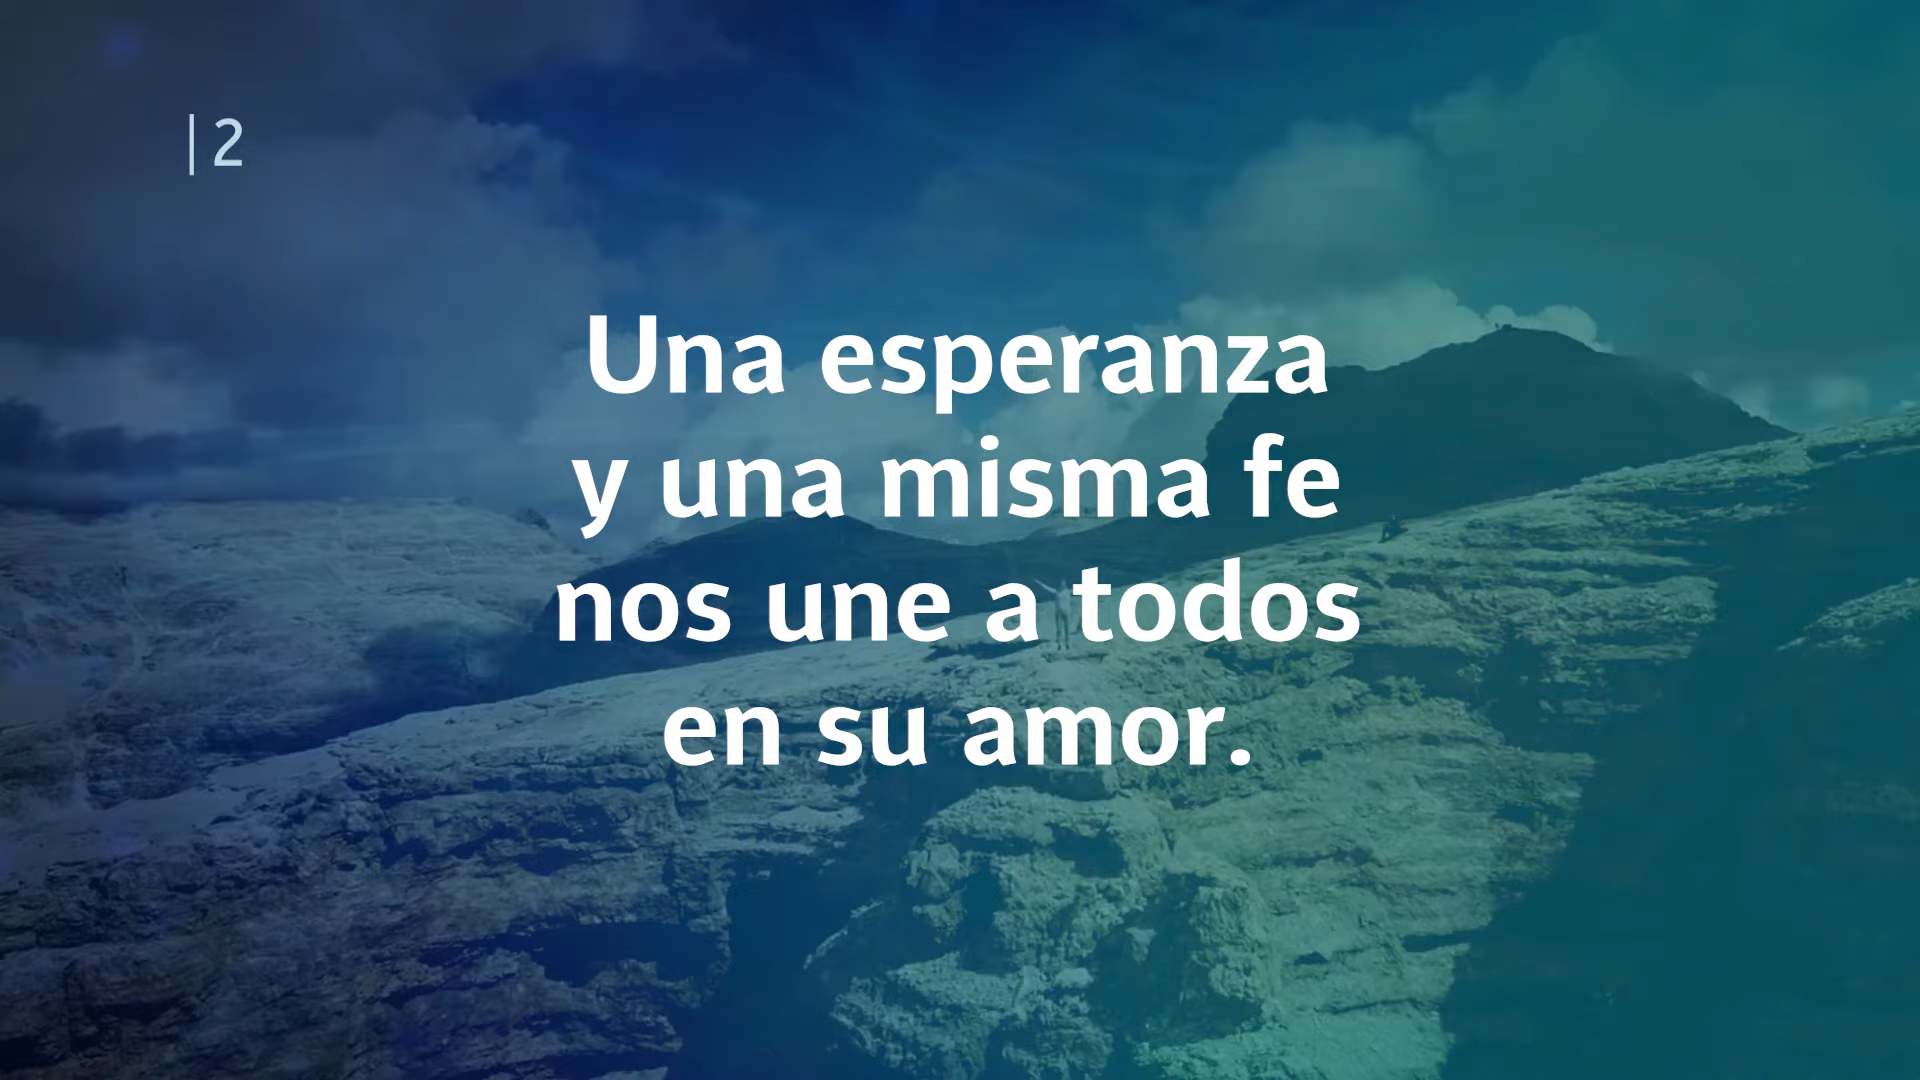 |2
Una esperanza
y una misma fe
nos une a todos
en su amor.